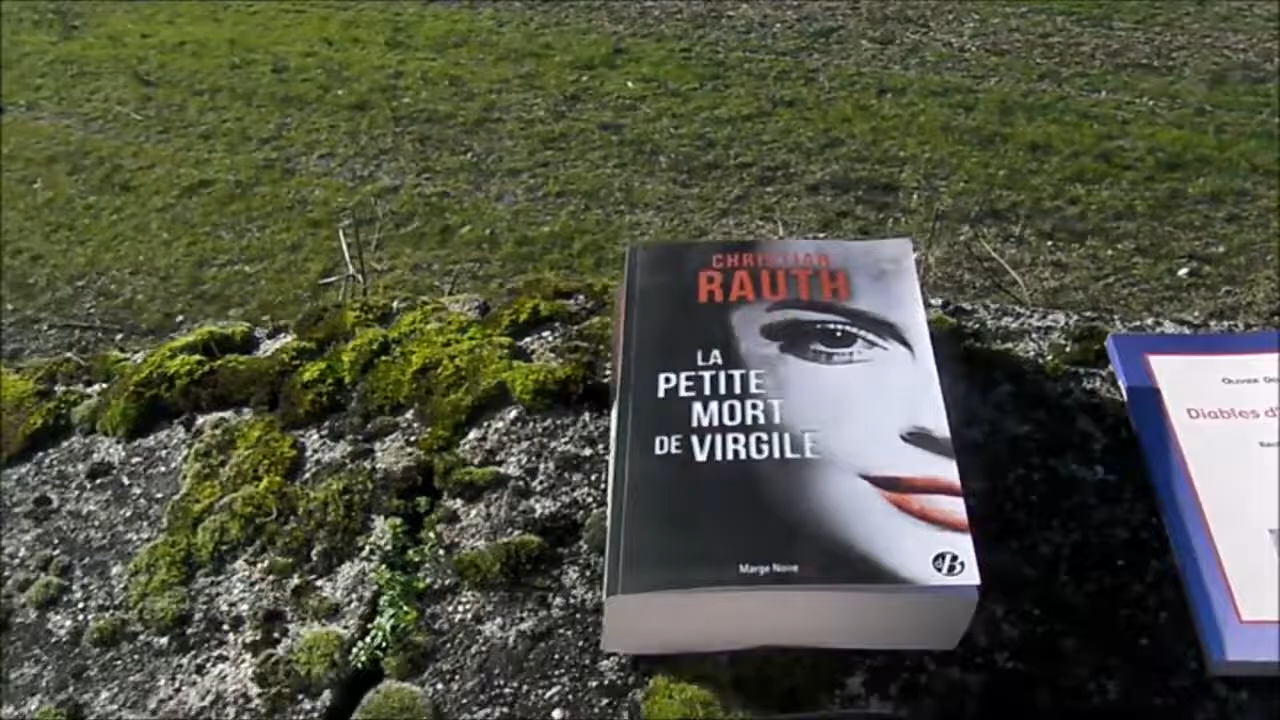 CHRISTIAN
RAUTH
LA
PETITE
MORT
DE VIRGILE
Marge Noire
B
Diables d'